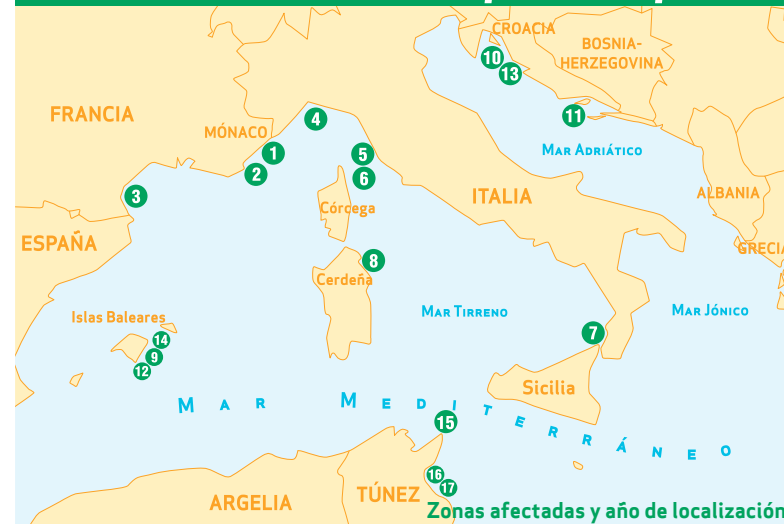 CROACIA
BOSNIA-
HERZEGOVINA
10
13
FRANCIA
MÓNACO
4
11
1
5
MAR ADRIÁTICO
2
6
3
ITALIA
ALBANIA
Córcega
ESPAÑA
GRECIA
8
Cerdeña
Islas Baleares
MAR TIRRENO
MAR JÓNICO
14
7
9
12
Sicilia
MAR MEDITERRÁNEO
15
16
17
TÚNEZ
ARGELIA
Zonas afectadas y año de localización